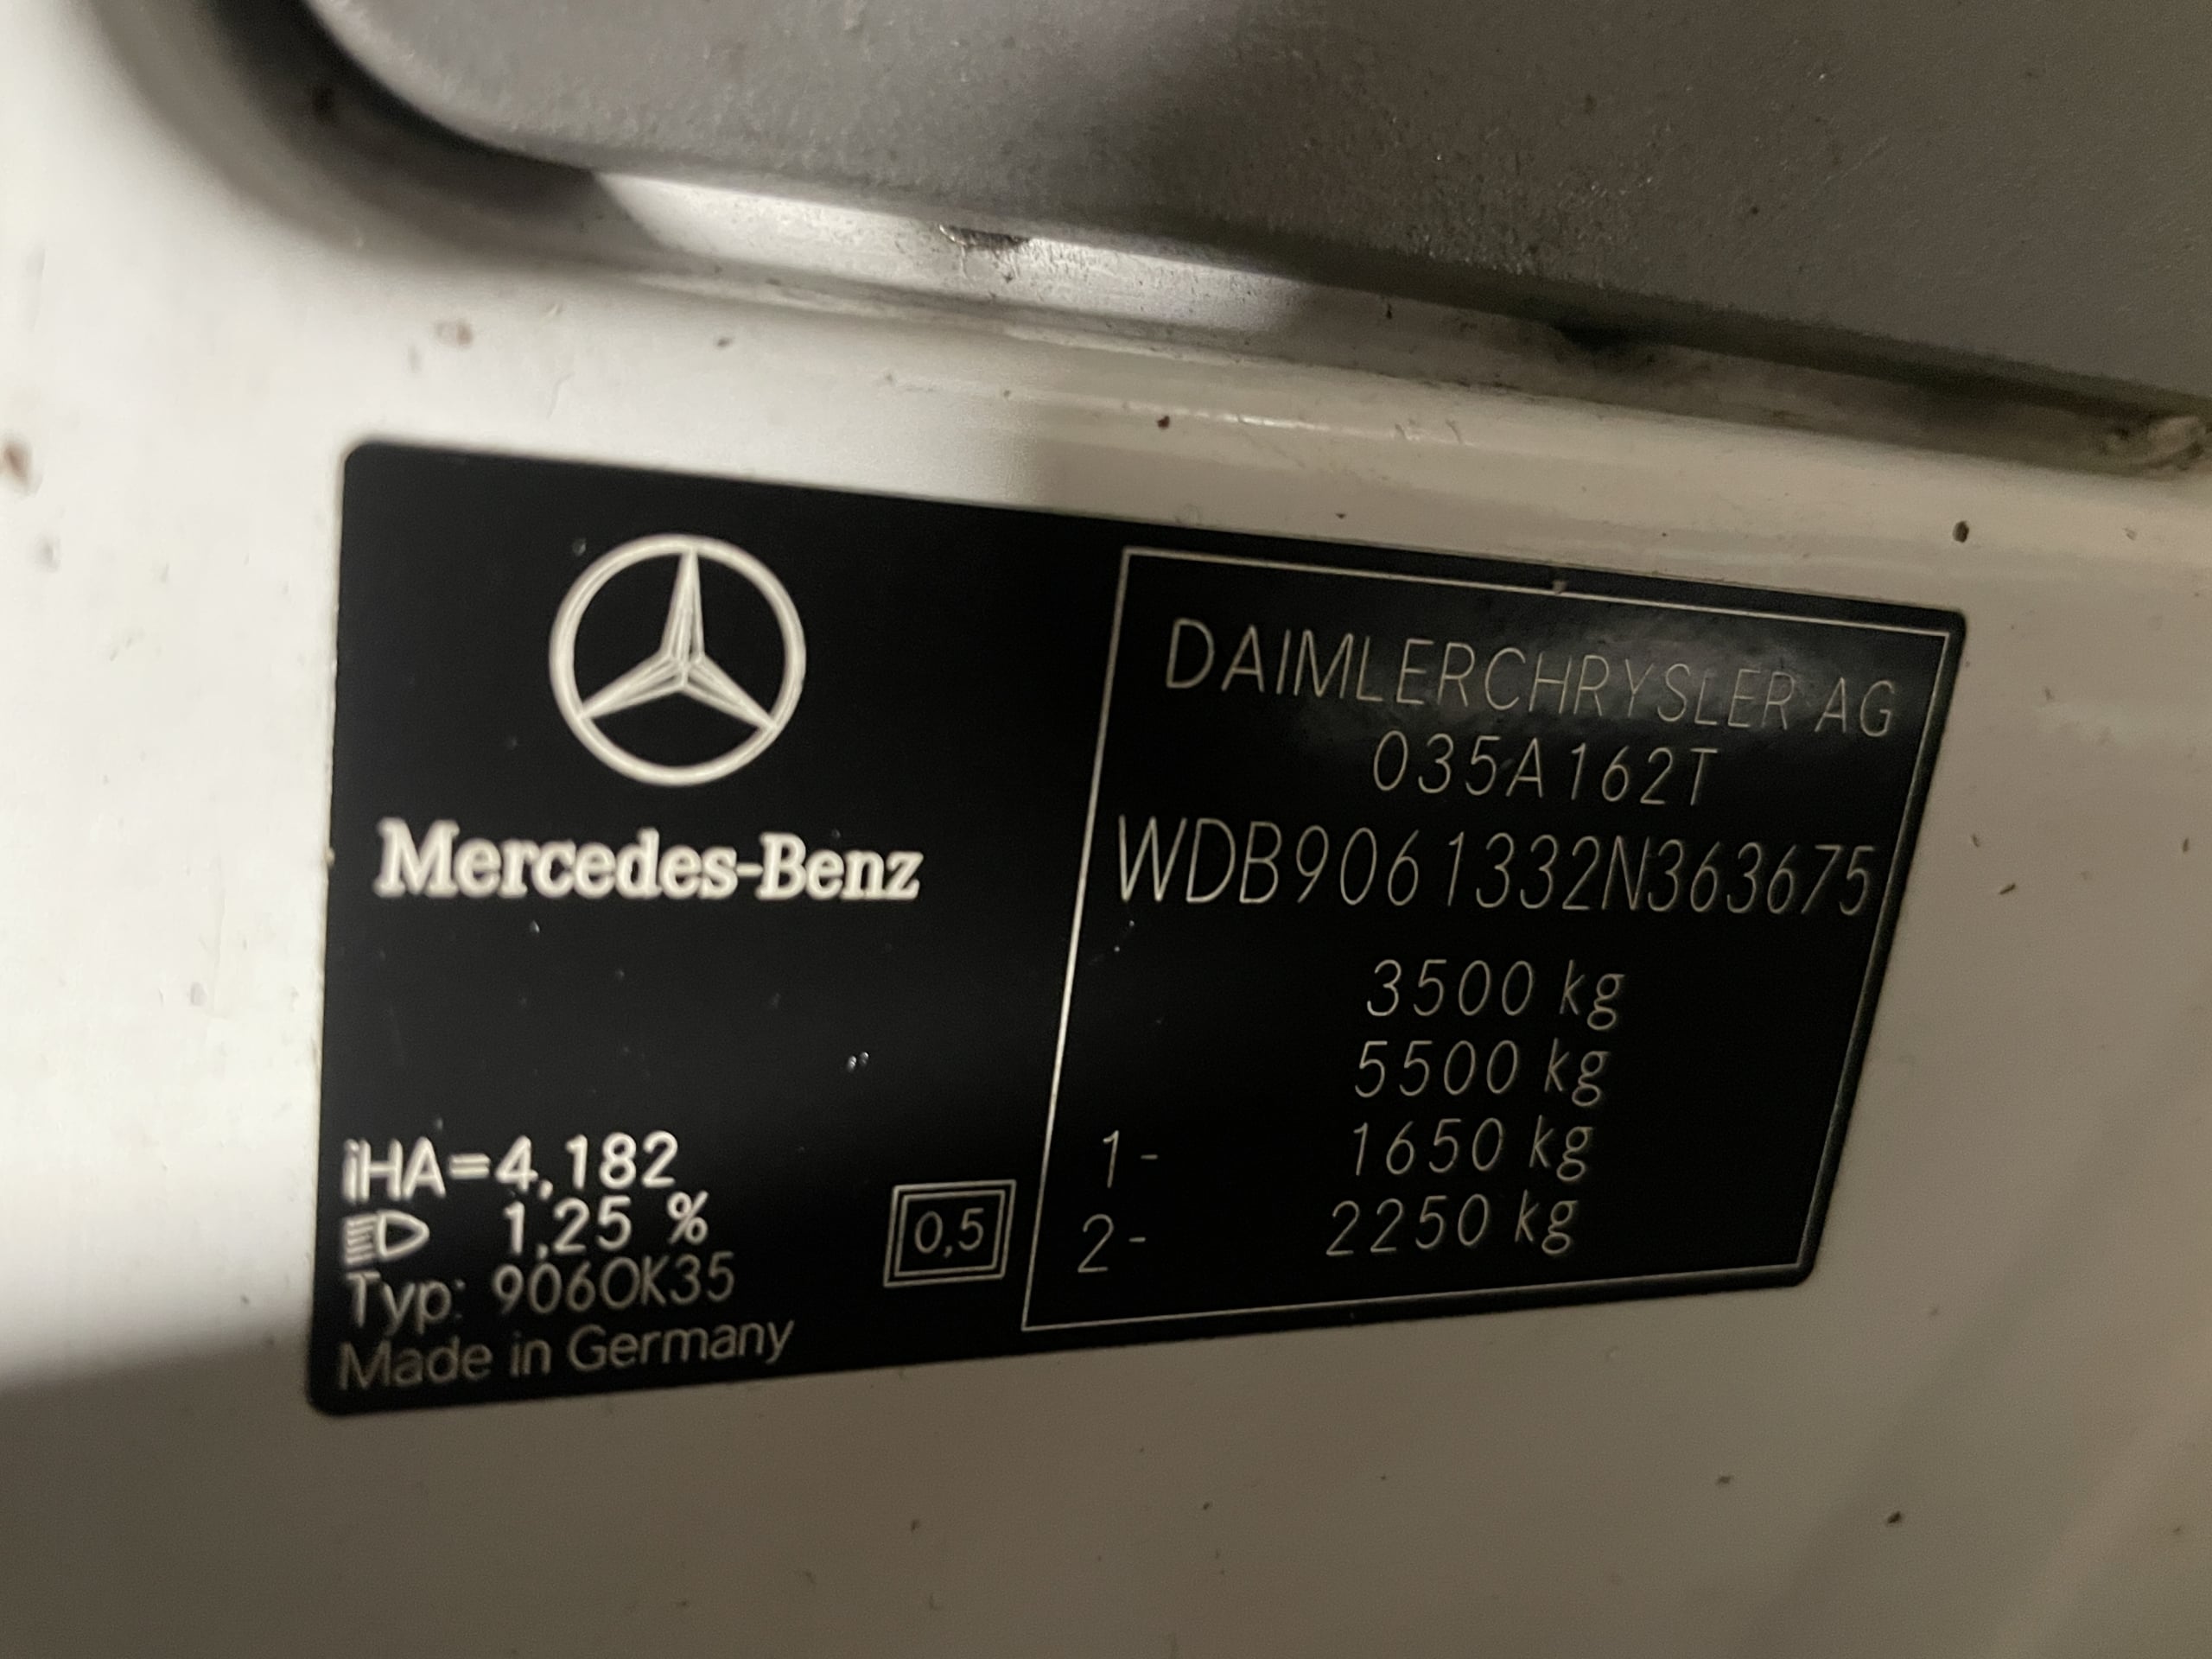 Mercedes-Benz
iHA=4,182
1,25 %
Typ: 906OK35
Made in Germany
0,5
DAIMLERCHRYSLER AG
035A162T
WDB9061332N363675
3500 kg
5500 kg
1- 1650 kg
2- 2250 kg